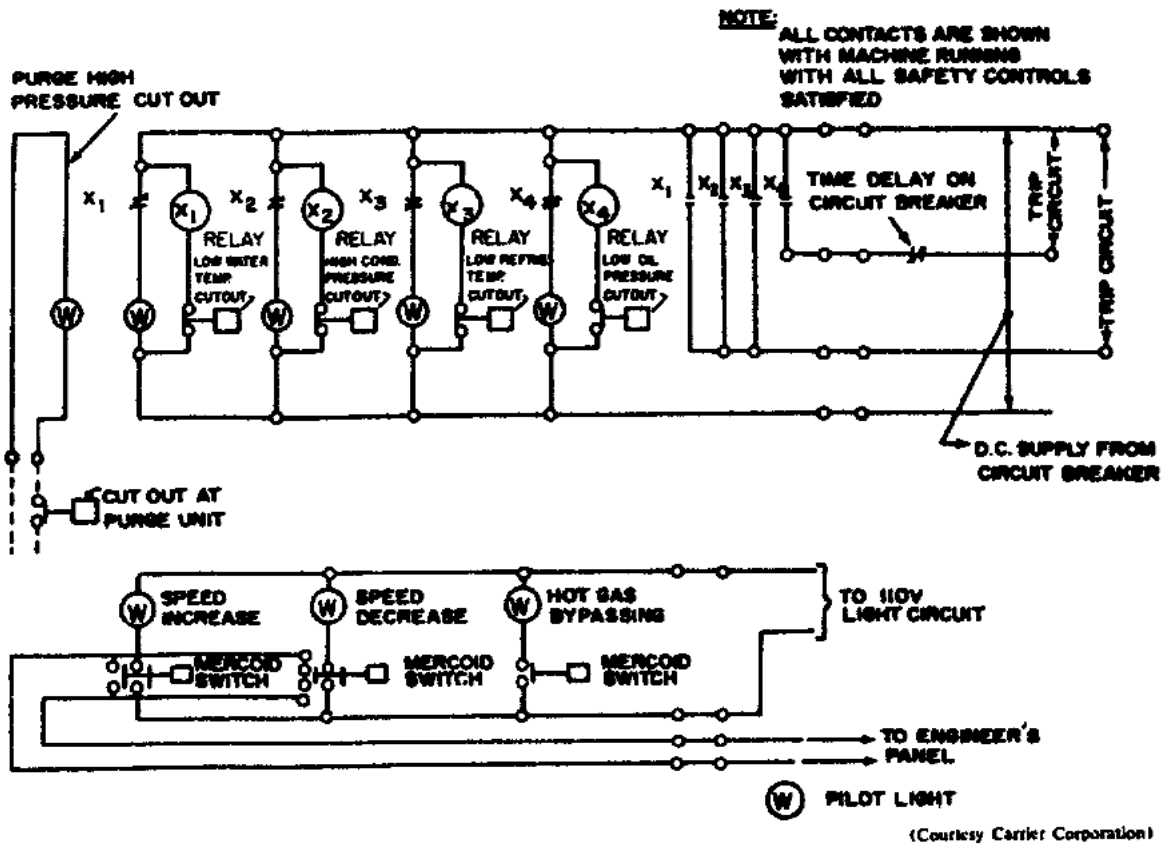 NOTE:
ALL CONTACTS ARE SHOWN
WITH MACHINE RUNNING
WITH ALL SAFETY CONTROLS
SATISFIED
PURGE HIGH
PRESSURE CUT OUT
X1
X1
RELAY
LOW WATER
TEMP.
CUTOUT
X2
X2
RELAY
HIGH COND.
PRESSURE
CUTOUT
X3
X3
RELAY
LOW REFRIG.
TEMP.
CUTOUT
X4
X4
RELAY
LOW OIL
PRESSURE
CUTOUT
X1
X2
X3
X4
TIME DELAY ON
CIRCUIT BREAKER
TRIP
CIRCUIT
TRIP CIRCUIT
W
W
W
W
W
D.C. SUPPLY FROM
CIRCUIT BREAKER
CUT OUT AT
PURGE UNIT
W
SPEED
INCREASE
W
SPEED
DECREASE
W
HOT GAS
BYPASSING
TO 110V
LIGHT CIRCUIT
MERCOID
SWITCH
MERCOID
SWITCH
MERCOID
SWITCH
TO ENGINEER'S
PANEL
W PILOT LIGHT
(Courtesy Carrier Corporation)